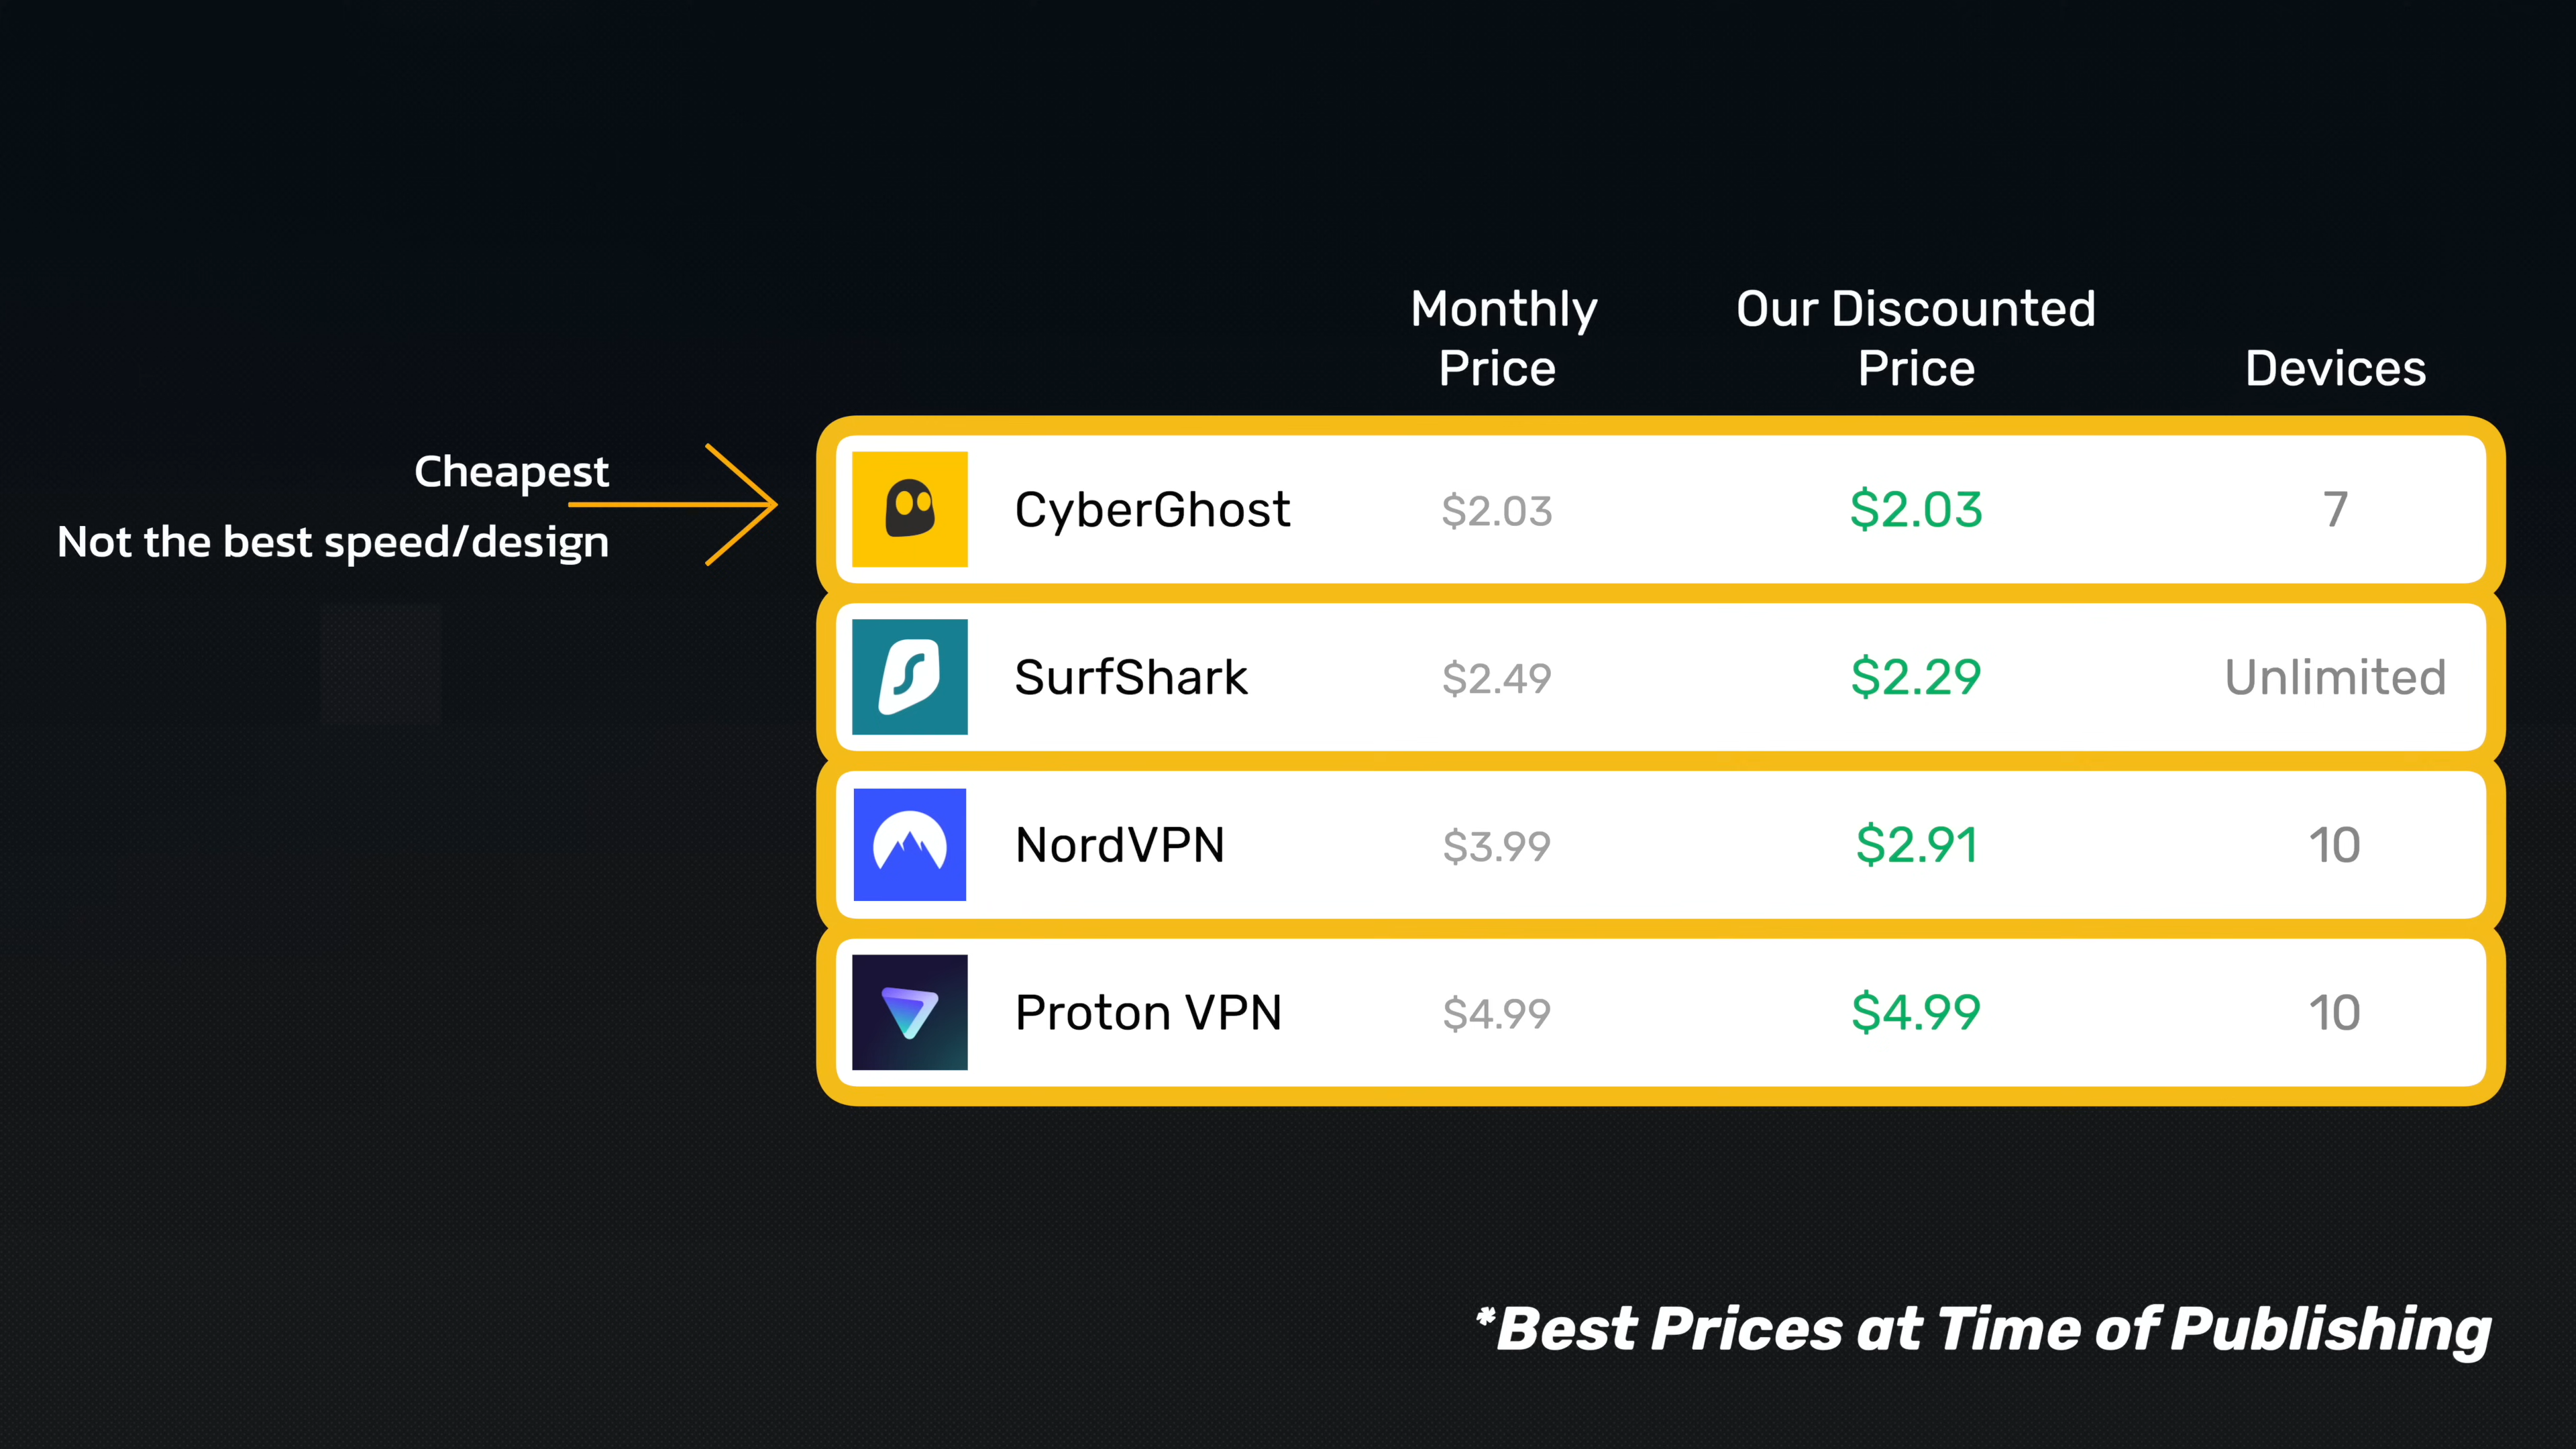 Monthly Price
Our Discounted Price
Devices
Cheapest
Not the best speed/design
CyberGhost $2.03 $2.03 7
SurfShark $2.49 $2.29 Unlimited
NordVPN $3.99 $2.91 10
Proton VPN $4.99 $4.99 10
*Best Prices at Time of Publishing